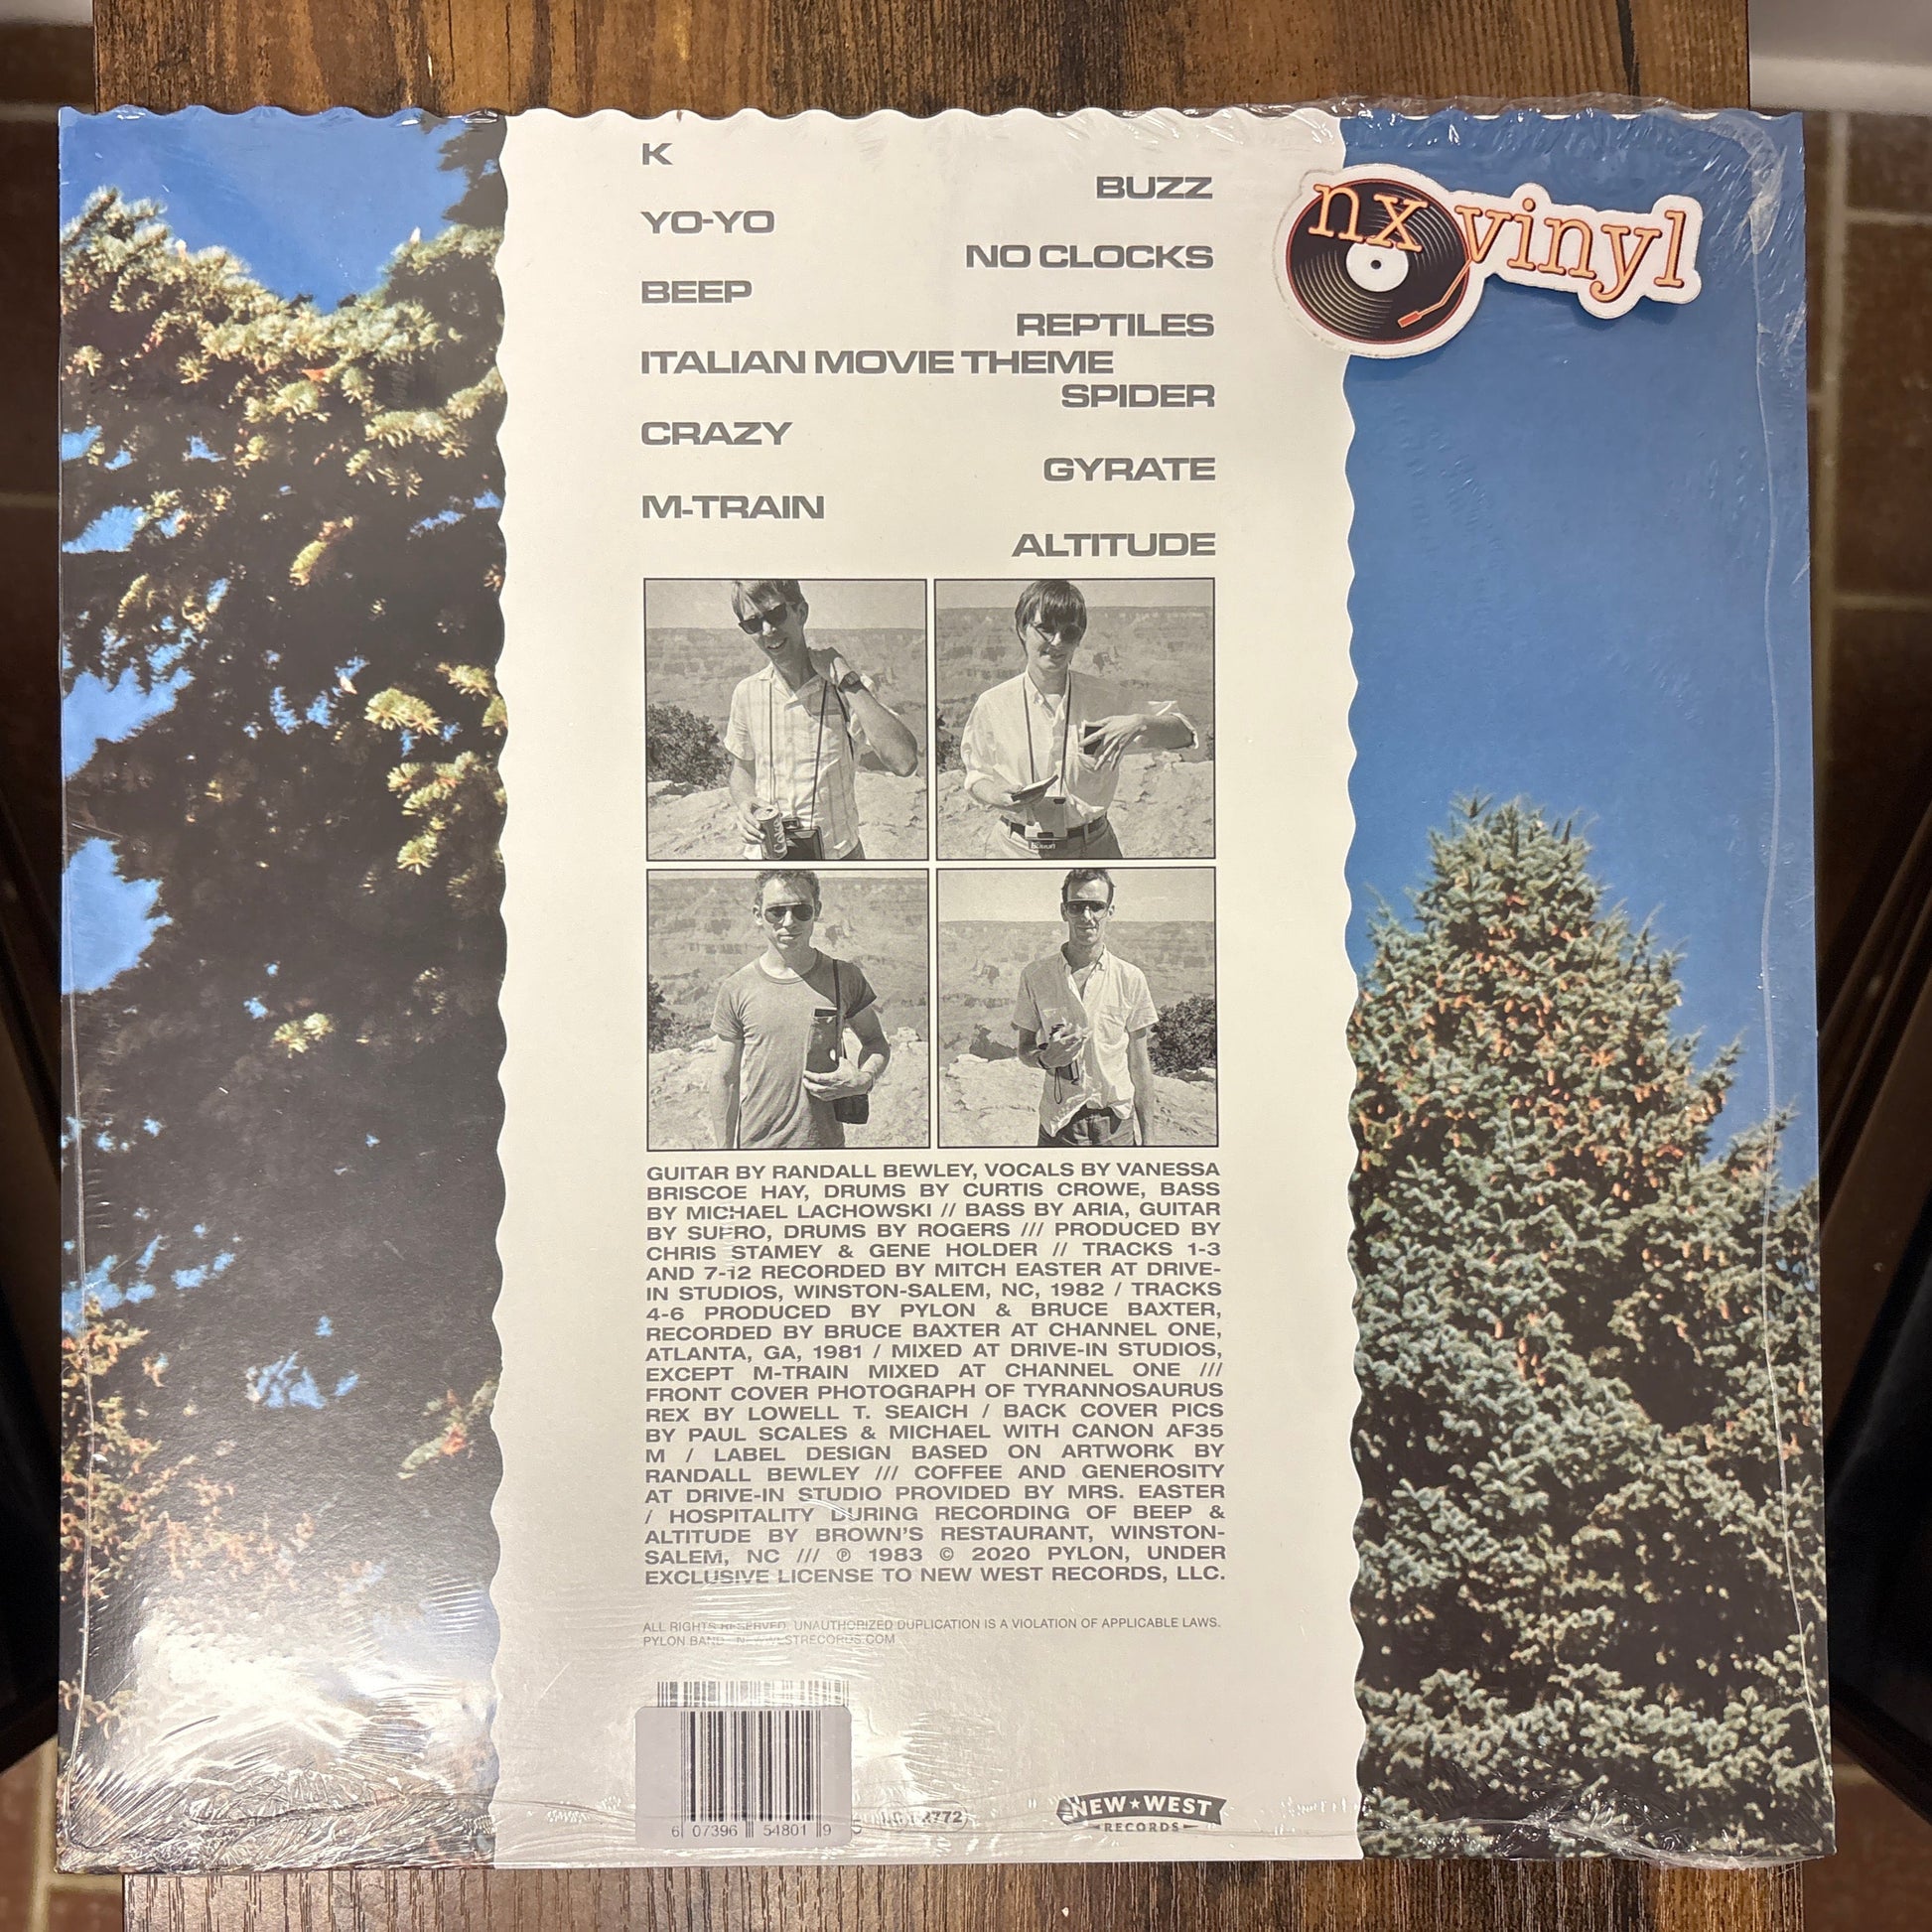 K
BUZZ
YO-YO
NO CLOCKS
BEEP
REPTILES
ITALIAN MOVIE THEME
SPIDER
CRAZY
GYRATE
M-TRAIN
ALTITUDE
nx vinyl
GUITAR BY RANDALL BEWLEY, VOCALS BY VANESSA
BRISCOE HAY, DRUMS BY CURTIS CROWE, BASS
BY MICHAEL LACHOWSKI // BASS BY ARIA, GUITAR
BY SUPRO, DRUMS BY ROGERS /// PRODUCED BY
CHRIS STAMEY & GENE HOLDER // TRACKS 1-3
AND 7-12 RECORDED BY MITCH EASTER AT DRIVE-
IN STUDIOS, WINSTON-SALEM, NC, 1982 / TRACKS
4-6 PRODUCED BY PYLON & BRUCE BAXTER,
RECORDED BY BRUCE BAXTER AT CHANNEL ONE,
ATLANTA, GA, 1981 / MIXED AT DRIVE-IN STUDIOS,
EXCEPT M-TRAIN MIXED AT CHANNEL ONE ///
FRONT COVER PHOTOGRAPH OF TYRANNOSAURUS
REX BY LOWELL T. SEAICH / BACK COVER PICS
BY PAUL SCALES & MICHAEL WITH CANON AF35
M / LABEL DESIGN BASED ON ARTWORK BY
RANDALL BEWLEY /// COFFEE AND GENEROSITY
AT DRIVE-IN STUDIO PROVIDED BY MRS. EASTER
/ HOSPITALITY DURING RECORDING OF BEEP &
ALTITUDE BY BROWN'S RESTAURANT, WINSTON-
SALEM, NC /// ℗ 1983 © 2020 PYLON, UNDER
EXCLUSIVE LICENSE TO NEW WEST RECORDS, LLC.
ALL RIGHTS RESERVED. UNAUTHORIZED DUPLICATION IS A VIOLATION OF APPLICABLE LAWS.
PYLON BAND NEWWESTRECORDS.COM
6 07396 54801 9
NEW★WEST
RECORDS